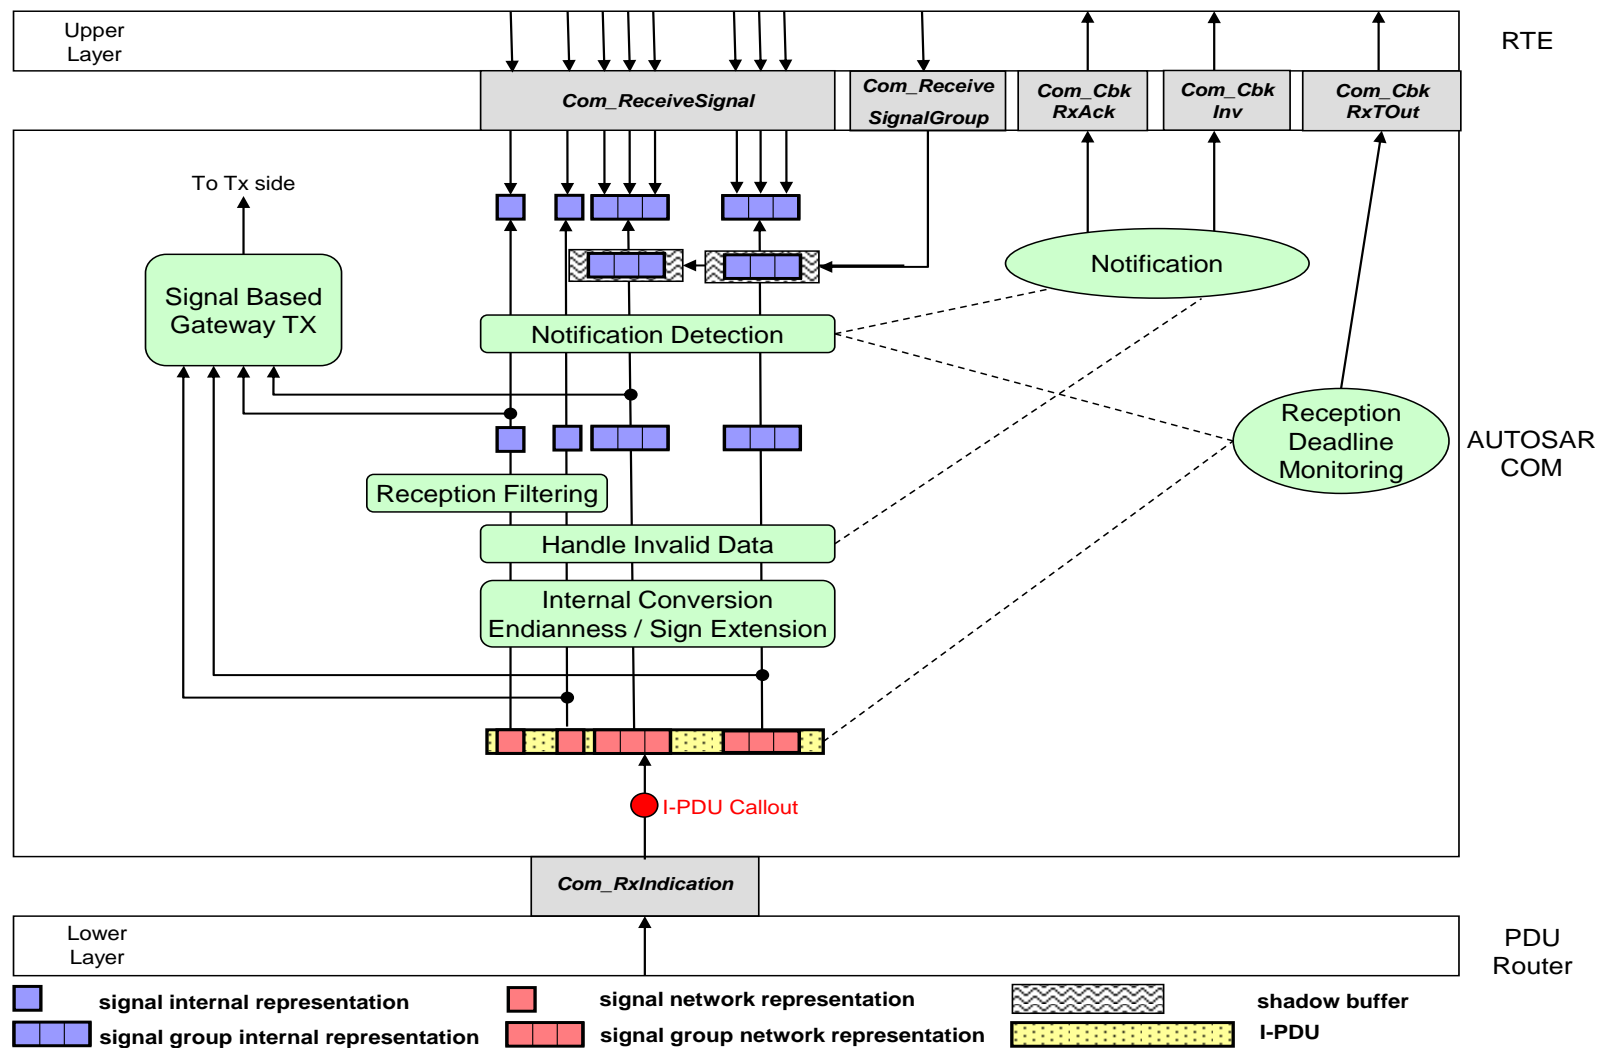 Upper
Layer
RTE
Com_ReceiveSignal
Com_Receive
SignalGroup
Com_Cbk
RxAck
Com_Cbk
Inv
Com_Cbk
RxTOut
To Tx side
Signal Based
Gateway TX
Notification
Notification Detection
Reception
Deadline
Monitoring
AUTOSAR
COM
Reception Filtering
Handle Invalid Data
Internal Conversion
Endianness / Sign Extension
I-PDU Callout
Com_RxIndication
Lower
Layer
PDU
Router
signal internal representation
signal network representation
shadow buffer
signal group internal representation
signal group network representation
I-PDU